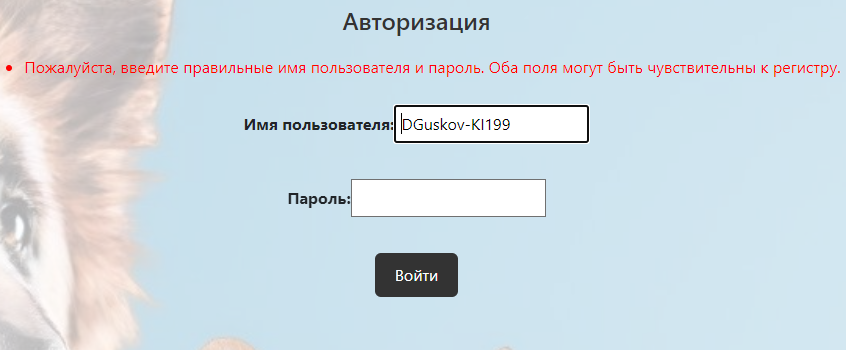 Авторизация
Пожалуйста, введите правильные имя пользователя и пароль. Оба поля могут быть чувствительны к регистру.
Имя пользователя: DGuskov-KI199
Пароль:
Войти